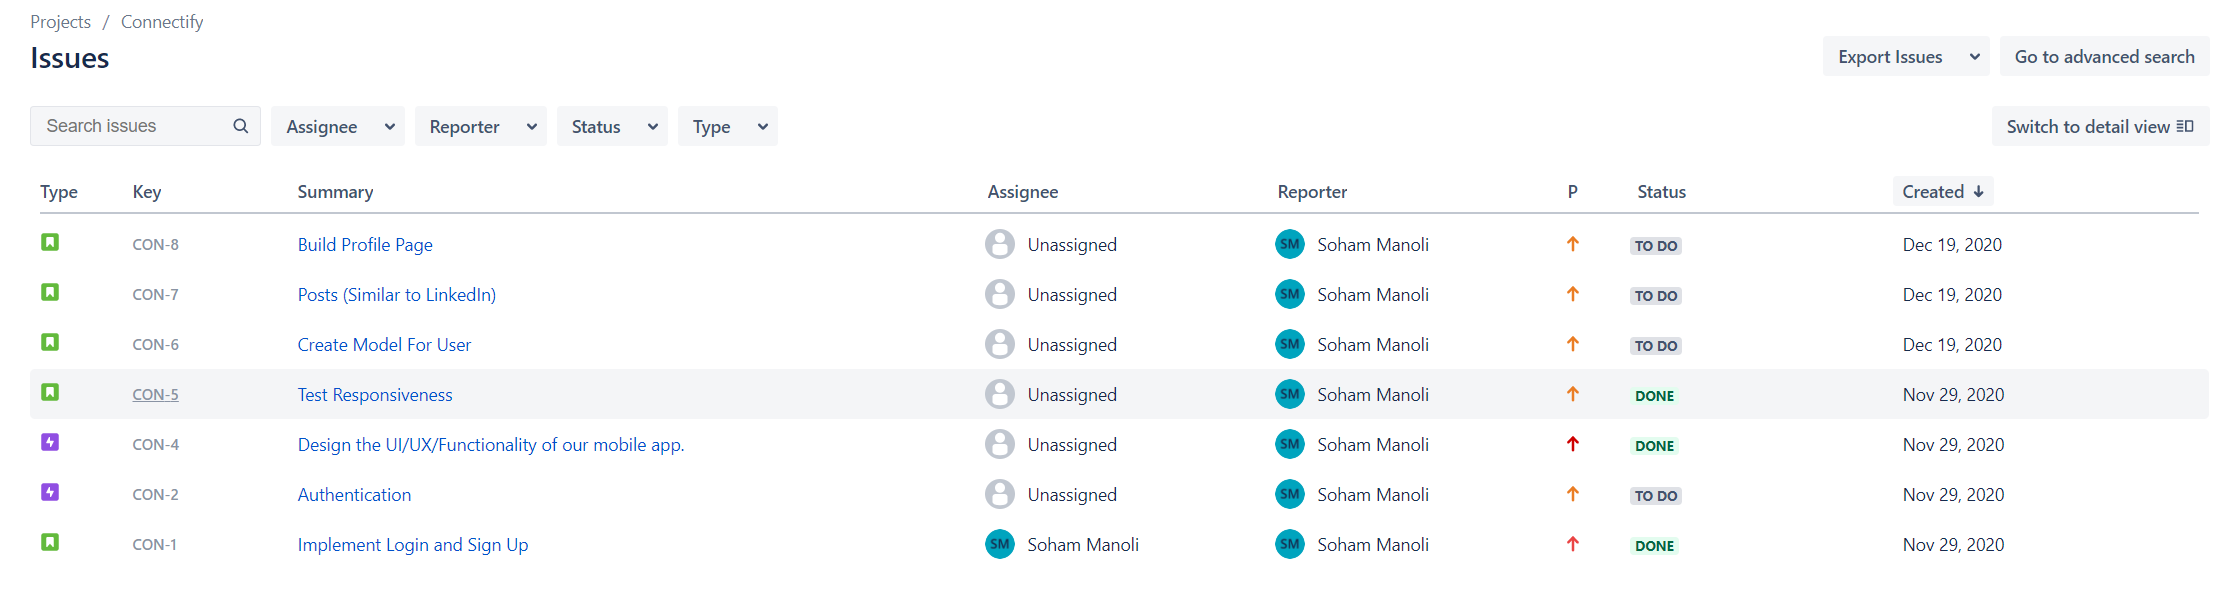 Projects / Connectify
Issues
Export Issues Go to advanced search
Search issues Assignee Reporter Status Type Switch to detail view
Type Key Summary Assignee Reporter P Status Created
CON-8 Build Profile Page Unassigned SM Soham Manoli TO DO Dec 19, 2020
CON-7 Posts (Similar to LinkedIn) Unassigned SM Soham Manoli TO DO Dec 19, 2020
CON-6 Create Model For User Unassigned SM Soham Manoli TO DO Dec 19, 2020
CON-5 Test Responsiveness Unassigned SM Soham Manoli DONE Nov 29, 2020
CON-4 Design the UI/UX/Functionality of our mobile app. Unassigned SM Soham Manoli DONE Nov 29, 2020
CON-2 Authentication Unassigned SM Soham Manoli TO DO Nov 29, 2020
CON-1 Implement Login and Sign Up SM Soham Manoli SM Soham Manoli DONE Nov 29, 2020